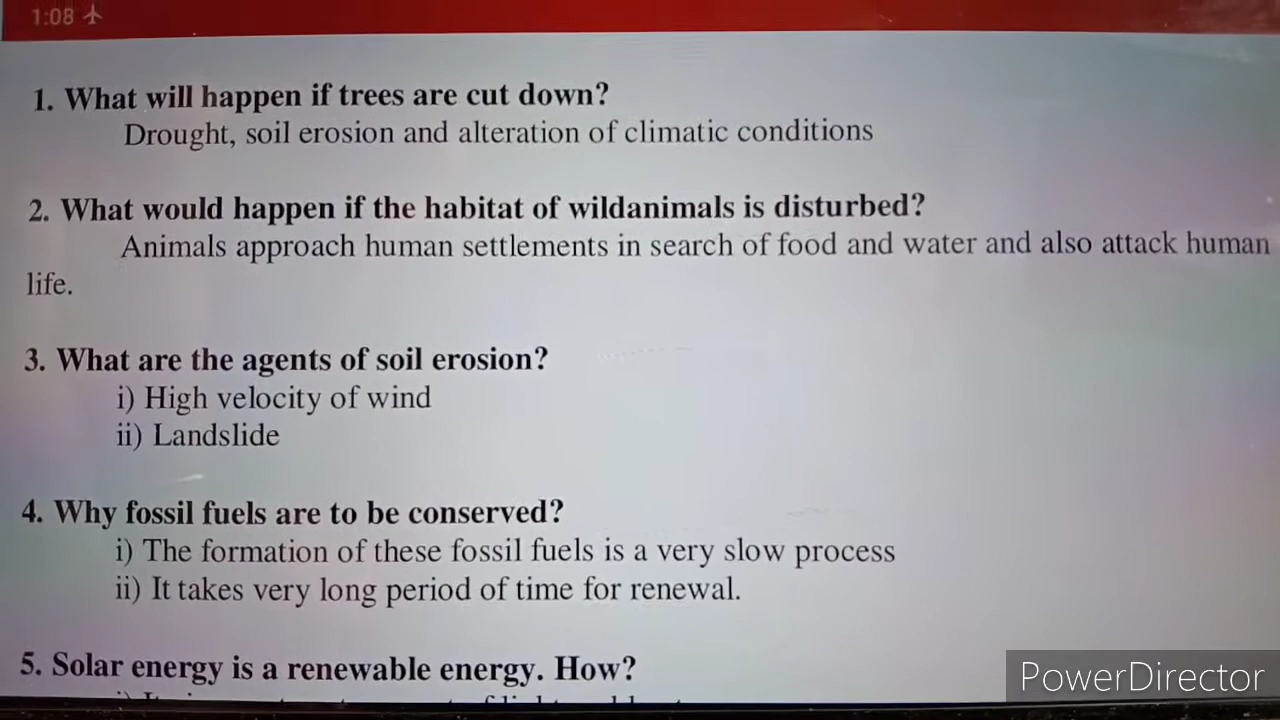 1:08
1. What will happen if trees are cut down?
Drought, soil erosion and alteration of climatic conditions
2. What would happen if the habitat of wildanimals is disturbed?
Animals approach human settlements in search of food and water and also attack human
life.
3. What are the agents of soil erosion?
i) High velocity of wind
ii) Landslide
4. Why fossil fuels are to be conserved?
i) The formation of these fossil fuels is a very slow process
ii) It takes very long period of time for renewal.
5. Solar energy is a renewable energy. How?
PowerDirector